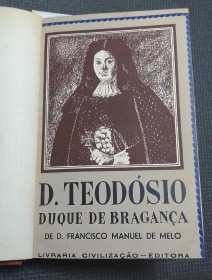 D. TEODÓSIO
DUQUE DE BRAGANÇA
DE D. FRANCISCO MANUEL DE MELO
LIVRARIA CIVILIZAÇÃO—EDITORA